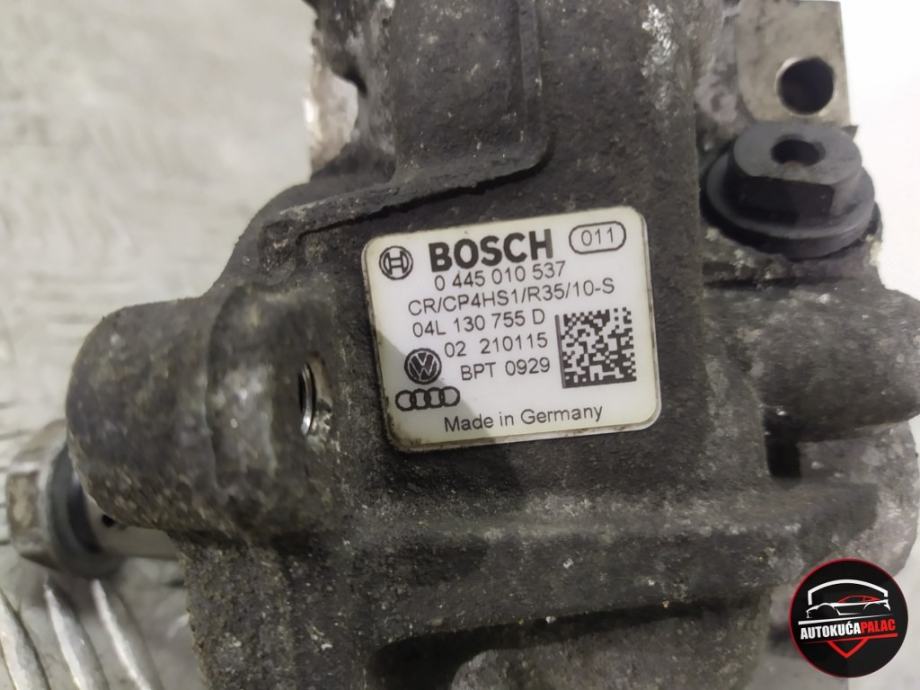 BOSCH 011
0 445 010 537
CR/CP4HS1/R35/10-S
04L 130 755 D
02 210115
BPT 0929
Made in Germany
AUTOKUĆAPALAC